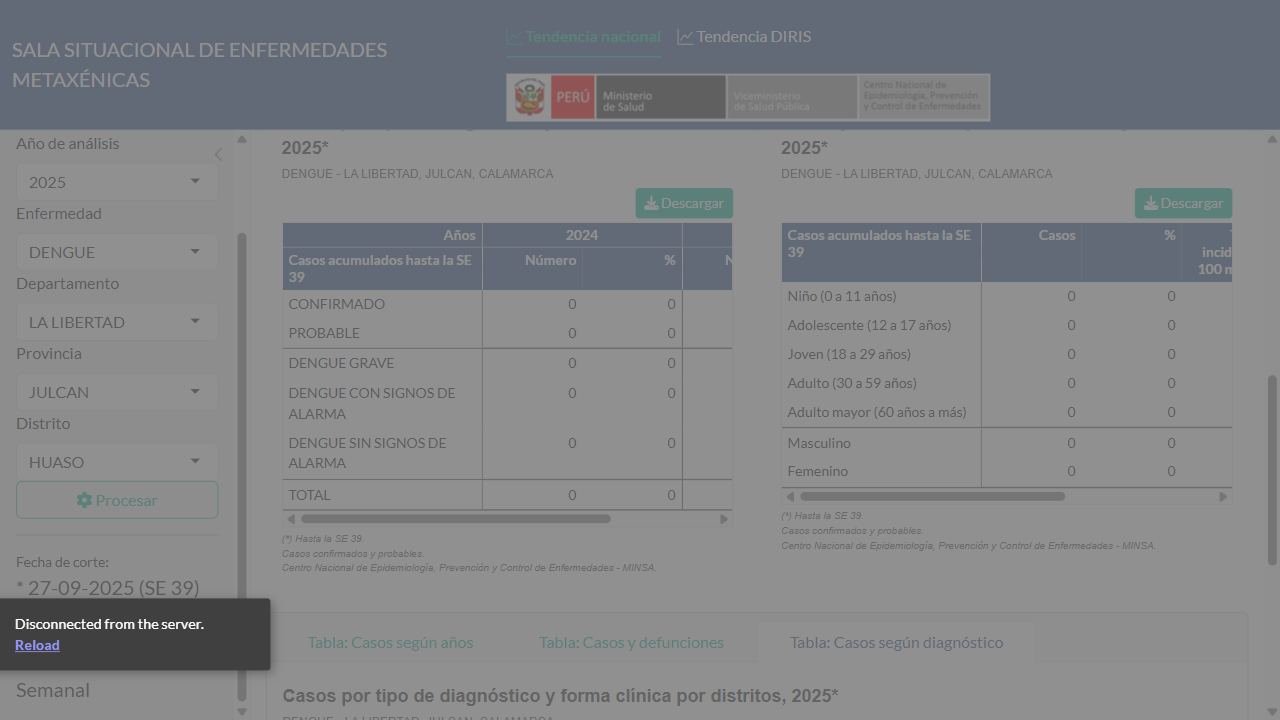 SALA SITUACIONAL DE ENFERMEDADES
METAXÉNICAS
Tendencia nacional
Tendencia DIRIS
PERÚ
Ministerio
de Salud
Viceministerio
de Salud Pública
Centro Nacional de
Epidemiología, Prevención
y Control de Enfermedades
Año de análisis
2025
Enfermedad
DENGUE
Departamento
LA LIBERTAD
Provincia
JULCAN
Distrito
HUASO
Procesar
Fecha de corte:
* 27-09-2025 (SE 39)
Disconnected from the server.
Reload
Semanal
2025*
DENGUE - LA LIBERTAD, JULCAN, CALAMARCA
Descargar
Años 2024
Casos acumulados hasta la SE
39
Número %
CONFIRMADO 0 0
PROBABLE 0 0
DENGUE GRAVE 0 0
DENGUE CON SIGNOS DE
ALARMA
0 0
DENGUE SIN SIGNOS DE
ALARMA
0 0
TOTAL 0 0
(*) Hasta la SE 39.
Casos confirmados y probables.
Centro Nacional de Epidemiología, Prevención y Control de Enfermedades - MINSA.
2025*
DENGUE - LA LIBERTAD, JULCAN, CALAMARCA
Descargar
Casos acumulados hasta la SE
39
Casos %
Niño (0 a 11 años) 0 0
Adolescente (12 a 17 años) 0 0
Joven (18 a 29 años) 0 0
Adulto (30 a 59 años) 0 0
Adulto mayor (60 años a más) 0 0
Masculino 0 0
Femenino 0 0
(*) Hasta la SE 39.
Casos confirmados y probables.
Centro Nacional de Epidemiología, Prevención y Control de Enfermedades - MINSA.
Tabla: Casos según años
Tabla: Casos y defunciones
Tabla: Casos según diagnóstico
Casos por tipo de diagnóstico y forma clínica por distritos, 2025*
DENGUE - LA LIBERTAD, JULCAN, CALAMARCA